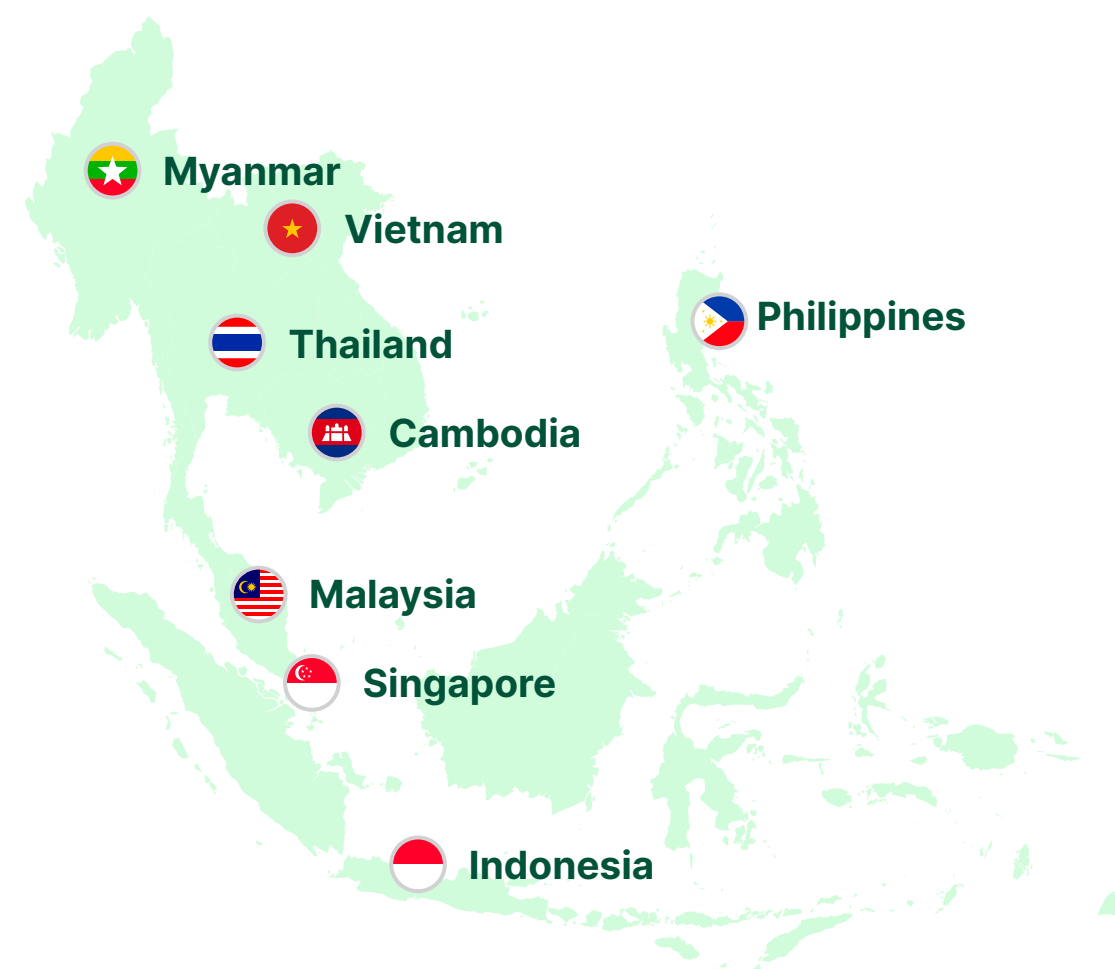 Myanmar
Vietnam
Philippines
Thailand
Cambodia
Malaysia
Singapore
Indonesia